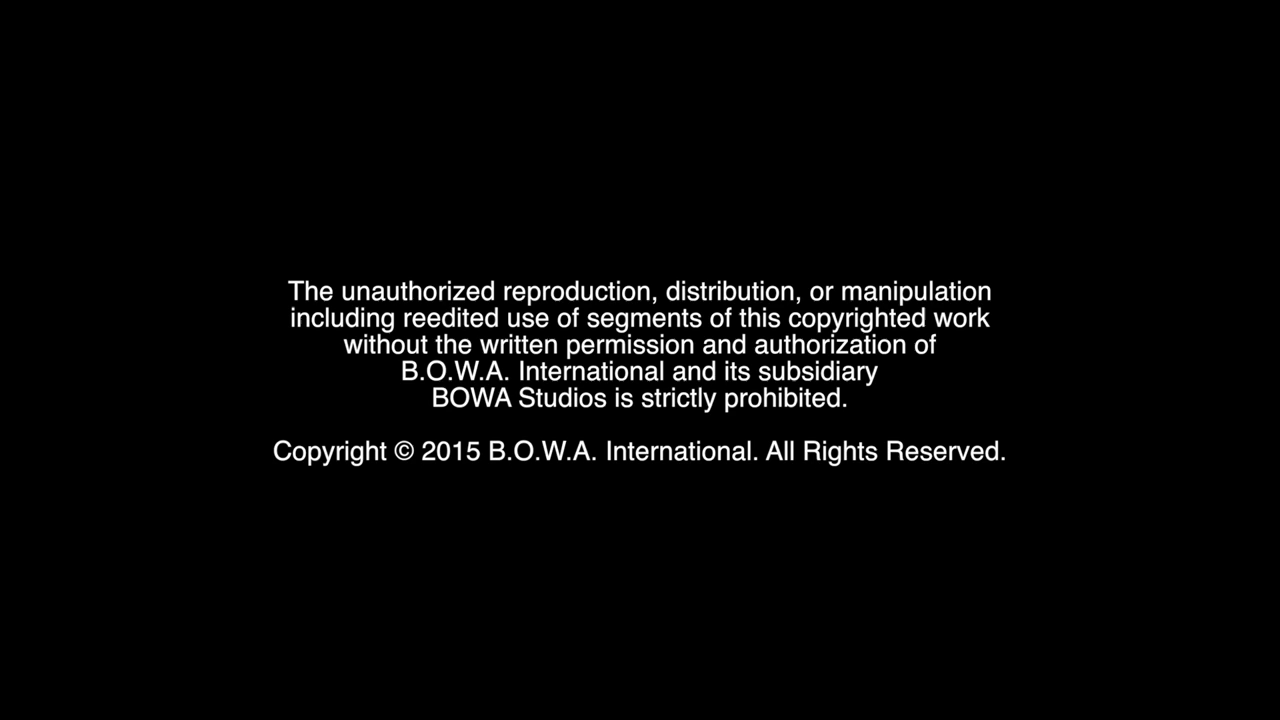 The unauthorized reproduction, distribution, or manipulation
including reedited use of segments of this copyrighted work
without the written permission and authorization of
B.O.W.A. International and its subsidiary
BOWA Studios is strictly prohibited.
Copyright © 2015 B.O.W.A. International. All Rights Reserved.